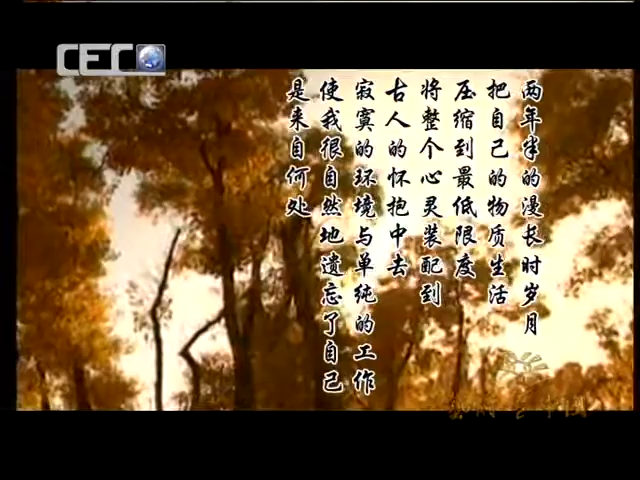 CEC
两年半的漫长时岁月
把自己的物质生活
压缩到最低限度
将整个心灵装配到
古人的怀抱中去
寂寞的环境与单纯的工作
使我很自然地遗忘了自己
是来自何处